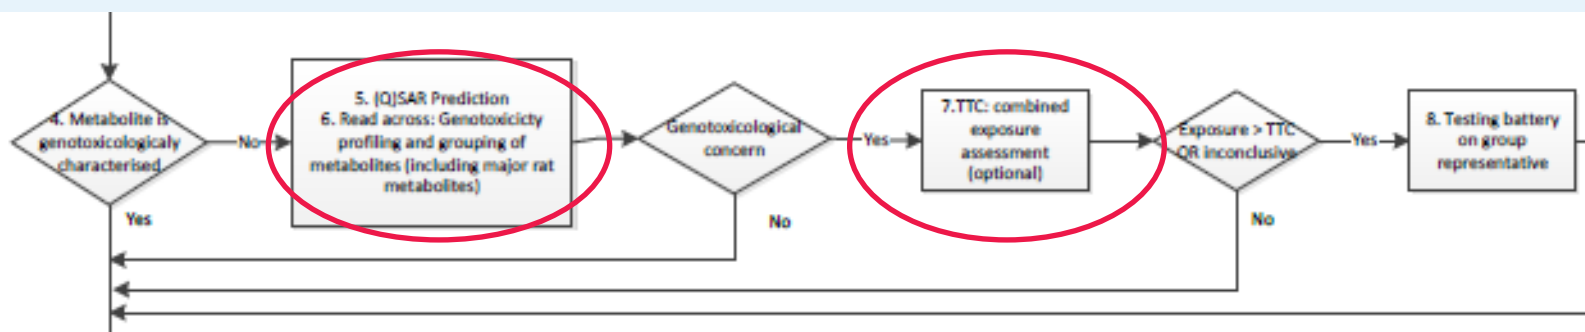 4. Metabolite is
genotoxicologicaly
characterised
No
Yes
5. (Q)SAR Prediction
6. Read across: Genotoxicicty
profiling and grouping of
metabolites (including major rat
metabolites)
Genotoxicological
concern
Yes
No
7.TTC: combined
exposure
assessment
(optional)
Exposure > TTC
OR inconclusive
Yes
No
8. Testing battery
on group
representative